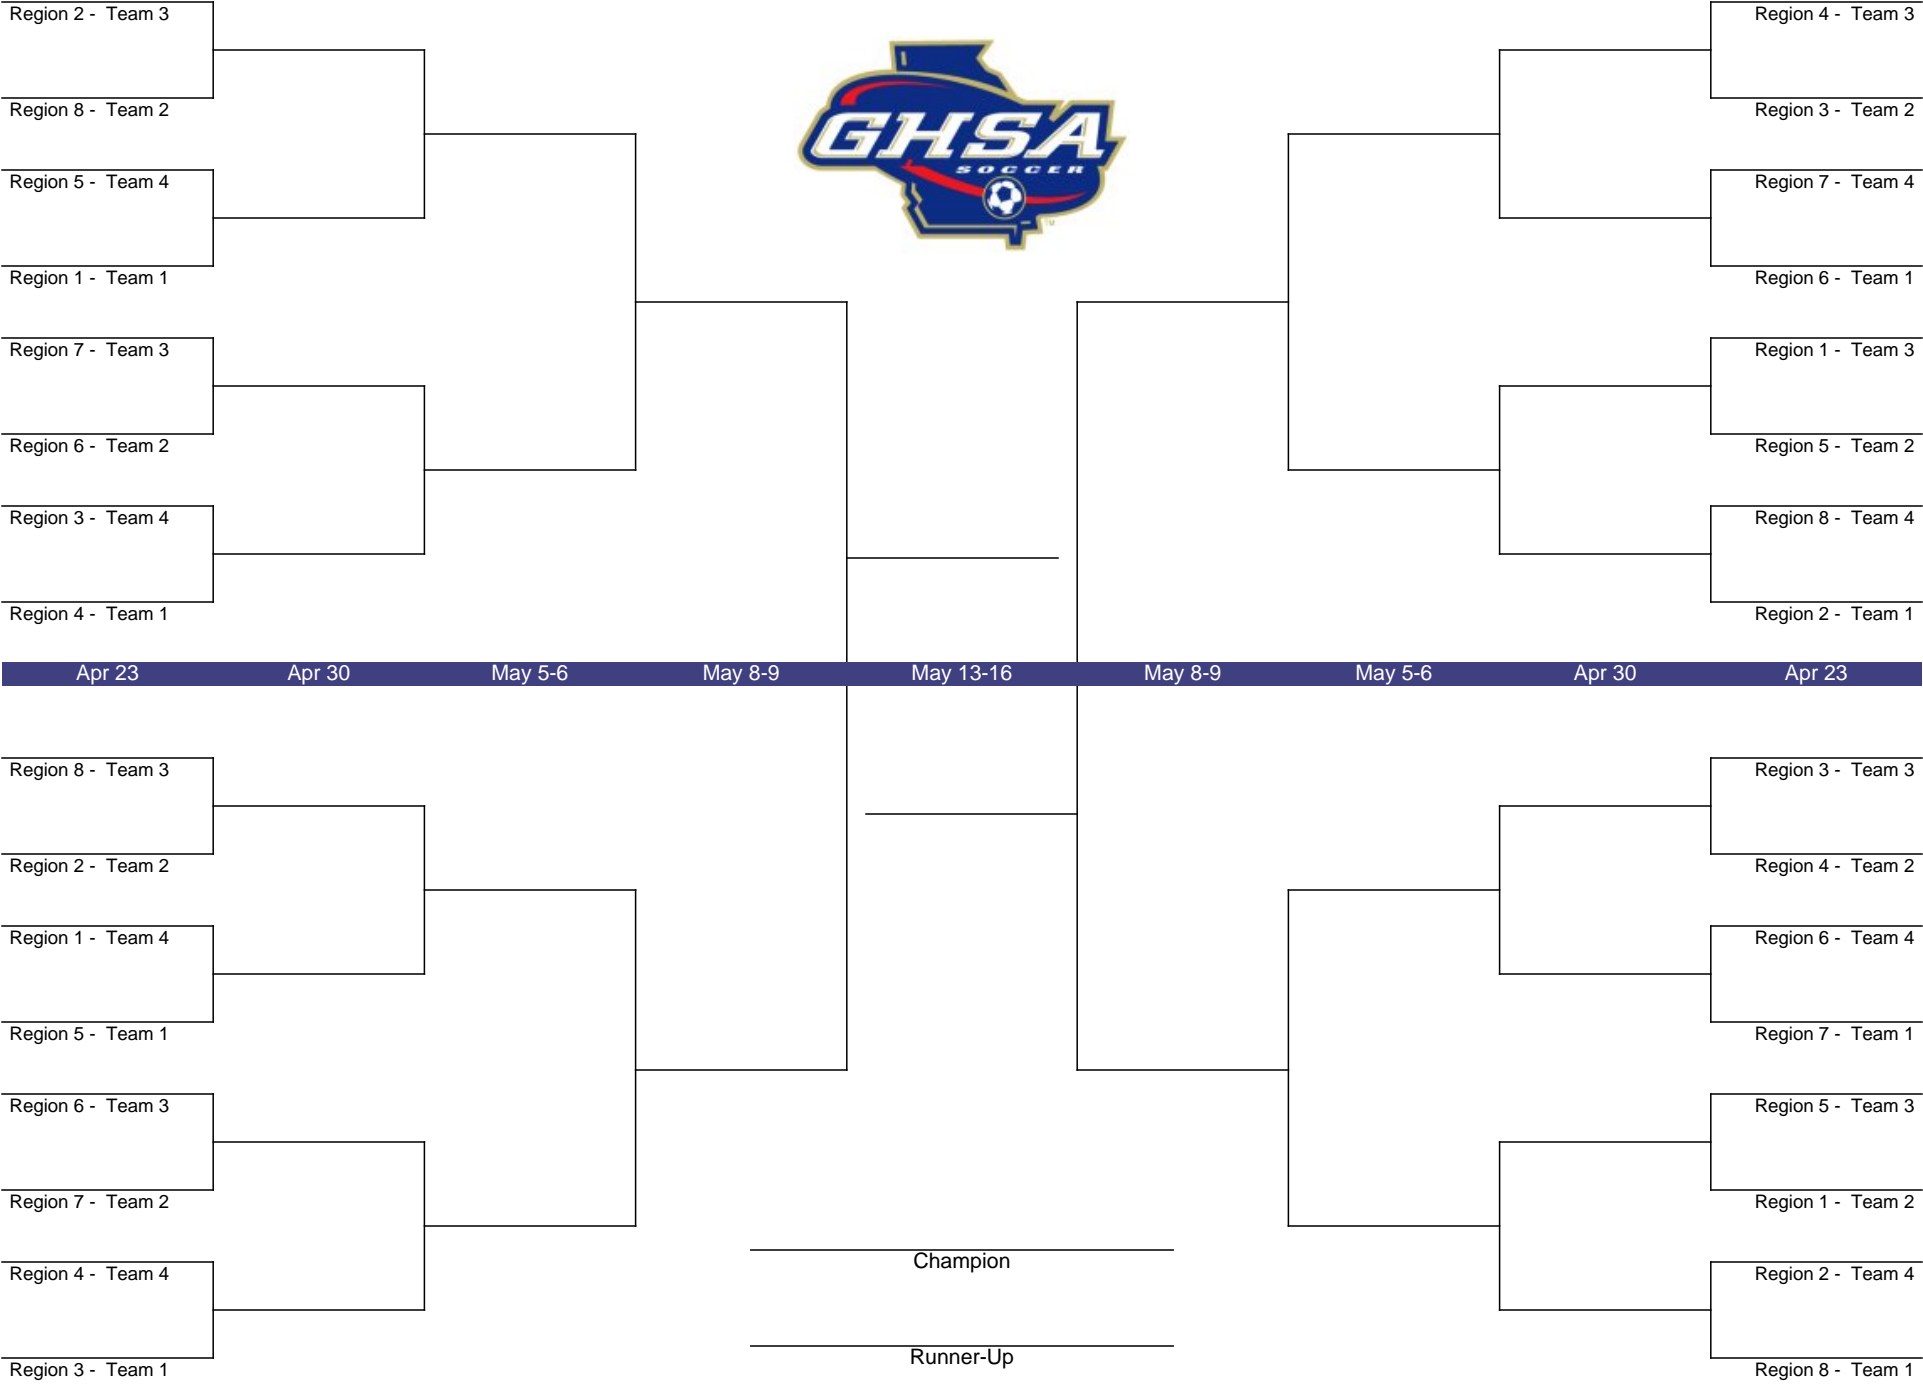 Region 2 - Team 3
Region 4 - Team 3
GHSA
SOCCER
TM
Region 8 - Team 2
Region 3 - Team 2
Region 5 - Team 4
Region 7 - Team 4
Region 1 - Team 1
Region 6 - Team 1
Region 7 - Team 3
Region 1 - Team 3
Region 6 - Team 2
Region 5 - Team 2
Region 3 - Team 4
Region 8 - Team 4
Region 4 - Team 1
Region 2 - Team 1
Apr 23 Apr 30 May 5-6 May 8-9 May 13-16 May 8-9 May 5-6 Apr 30 Apr 23
Region 8 - Team 3
Region 3 - Team 3
Region 2 - Team 2
Region 4 - Team 2
Region 1 - Team 4
Region 6 - Team 4
Region 5 - Team 1
Region 7 - Team 1
Region 6 - Team 3
Region 5 - Team 3
Region 7 - Team 2
Region 1 - Team 2
Champion
Region 4 - Team 4
Region 2 - Team 4
Runner-Up
Region 3 - Team 1
Region 8 - Team 1